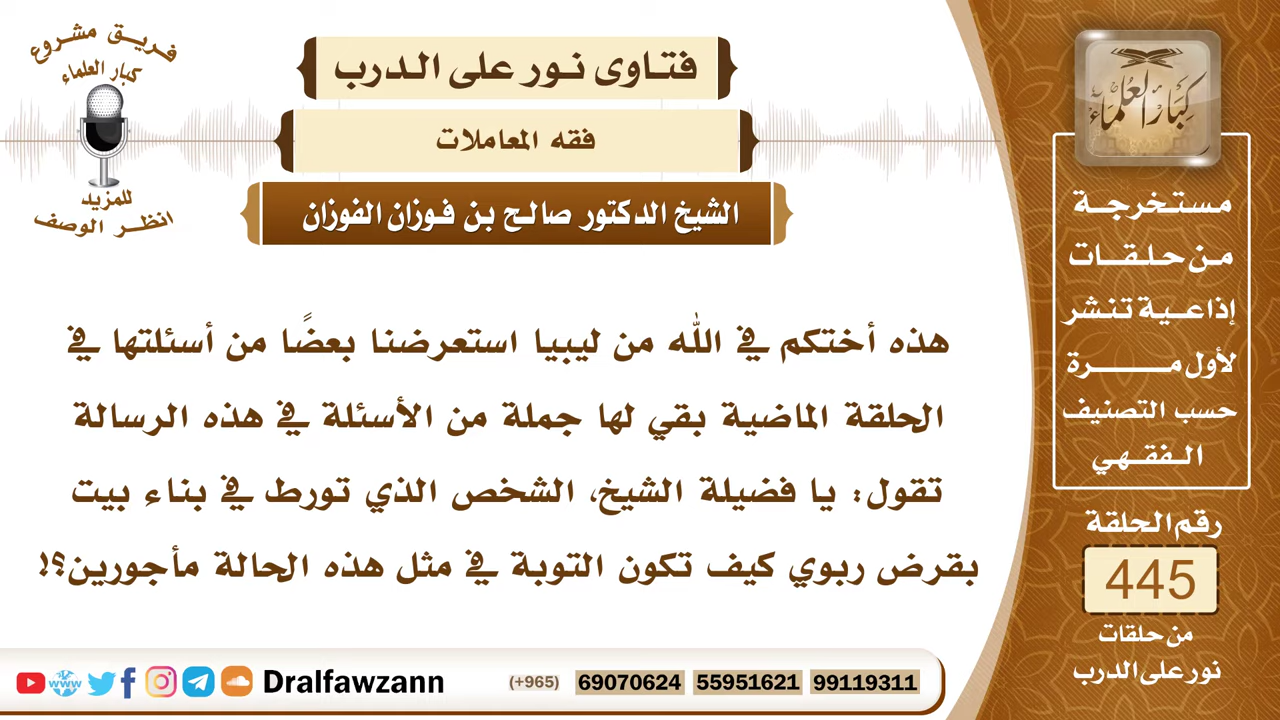 فريق مشروع
كبار العلماء
للمزيد
انظر الوصف
فتاوى نور على الدرب
فقه المعاملات
الشيخ الدكتور صالح بن فوزان الفوزان
هذه أختكم في الله من ليبيا استعرضنا بعضًا من أسئلتها في
الحلقة الماضية بقي لها جملة من الأسئلة في هذه الرسالة
تقول: يا فضيلة الشيخ، الشخص الذي تورط في بناء بيت
بقرض ربوي كيف تكون التوبة في مثل هذه الحالة مأجورين؟!
كبار العلماء
مستخرجة
من حلقات
إذاعية تنشر
لأول مرة
حسب التصنيف
الفقهي
رقم الحلقة
445
من حلقات
نور على الدرب
www
Dralfawzann
(+965) 69070624 55951621 99119311